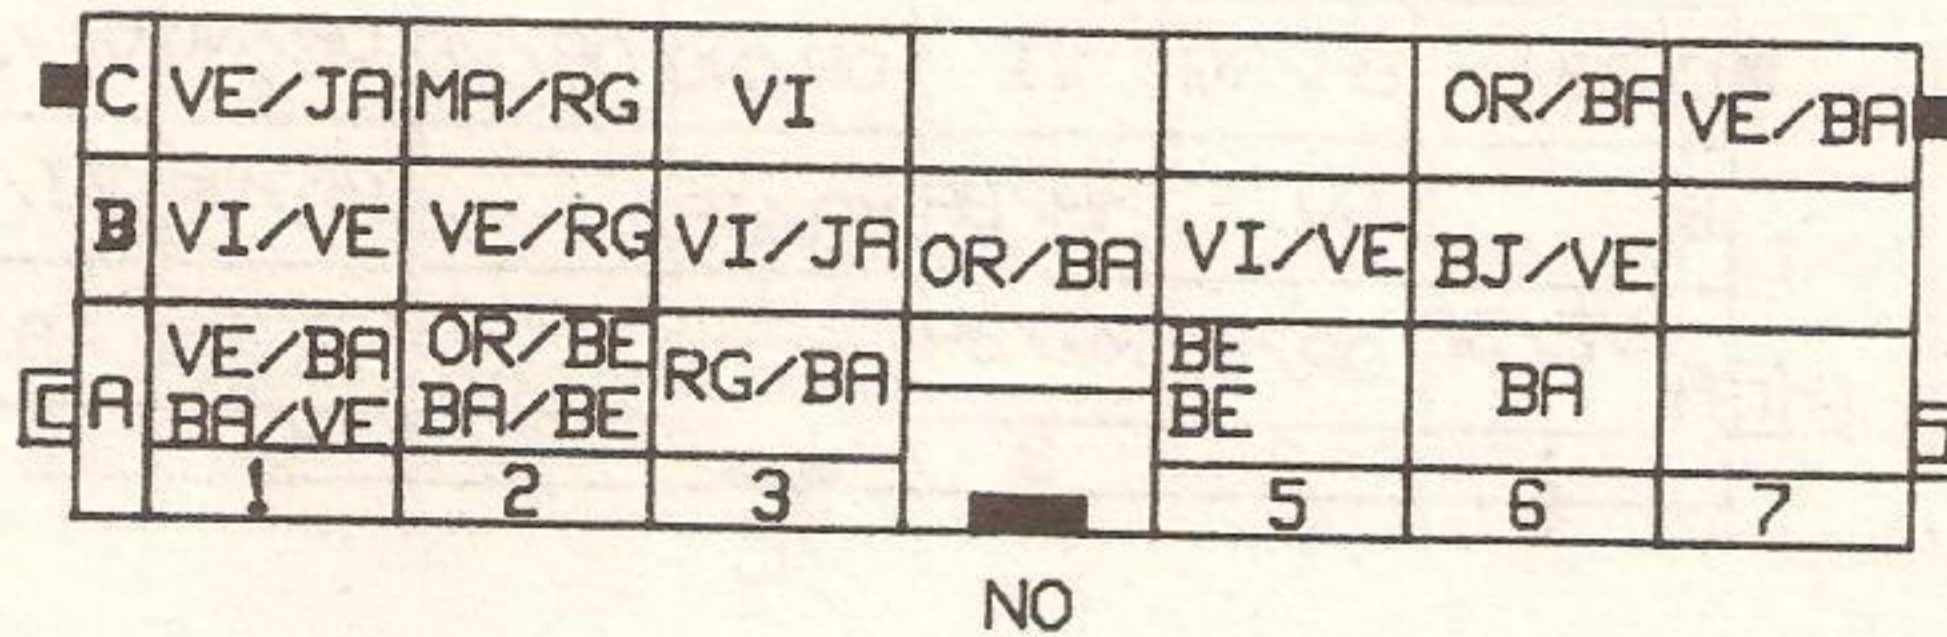 C VE/JA MA/RG VI OR/BA VE/BA
B VI/VE VE/RG VI/JA OR/BA VI/VE BJ/VE
A VE/BA OR/BE RG/BA BE BA
BA/VE BA/BE BE
1 2 3 5 6 7
NO